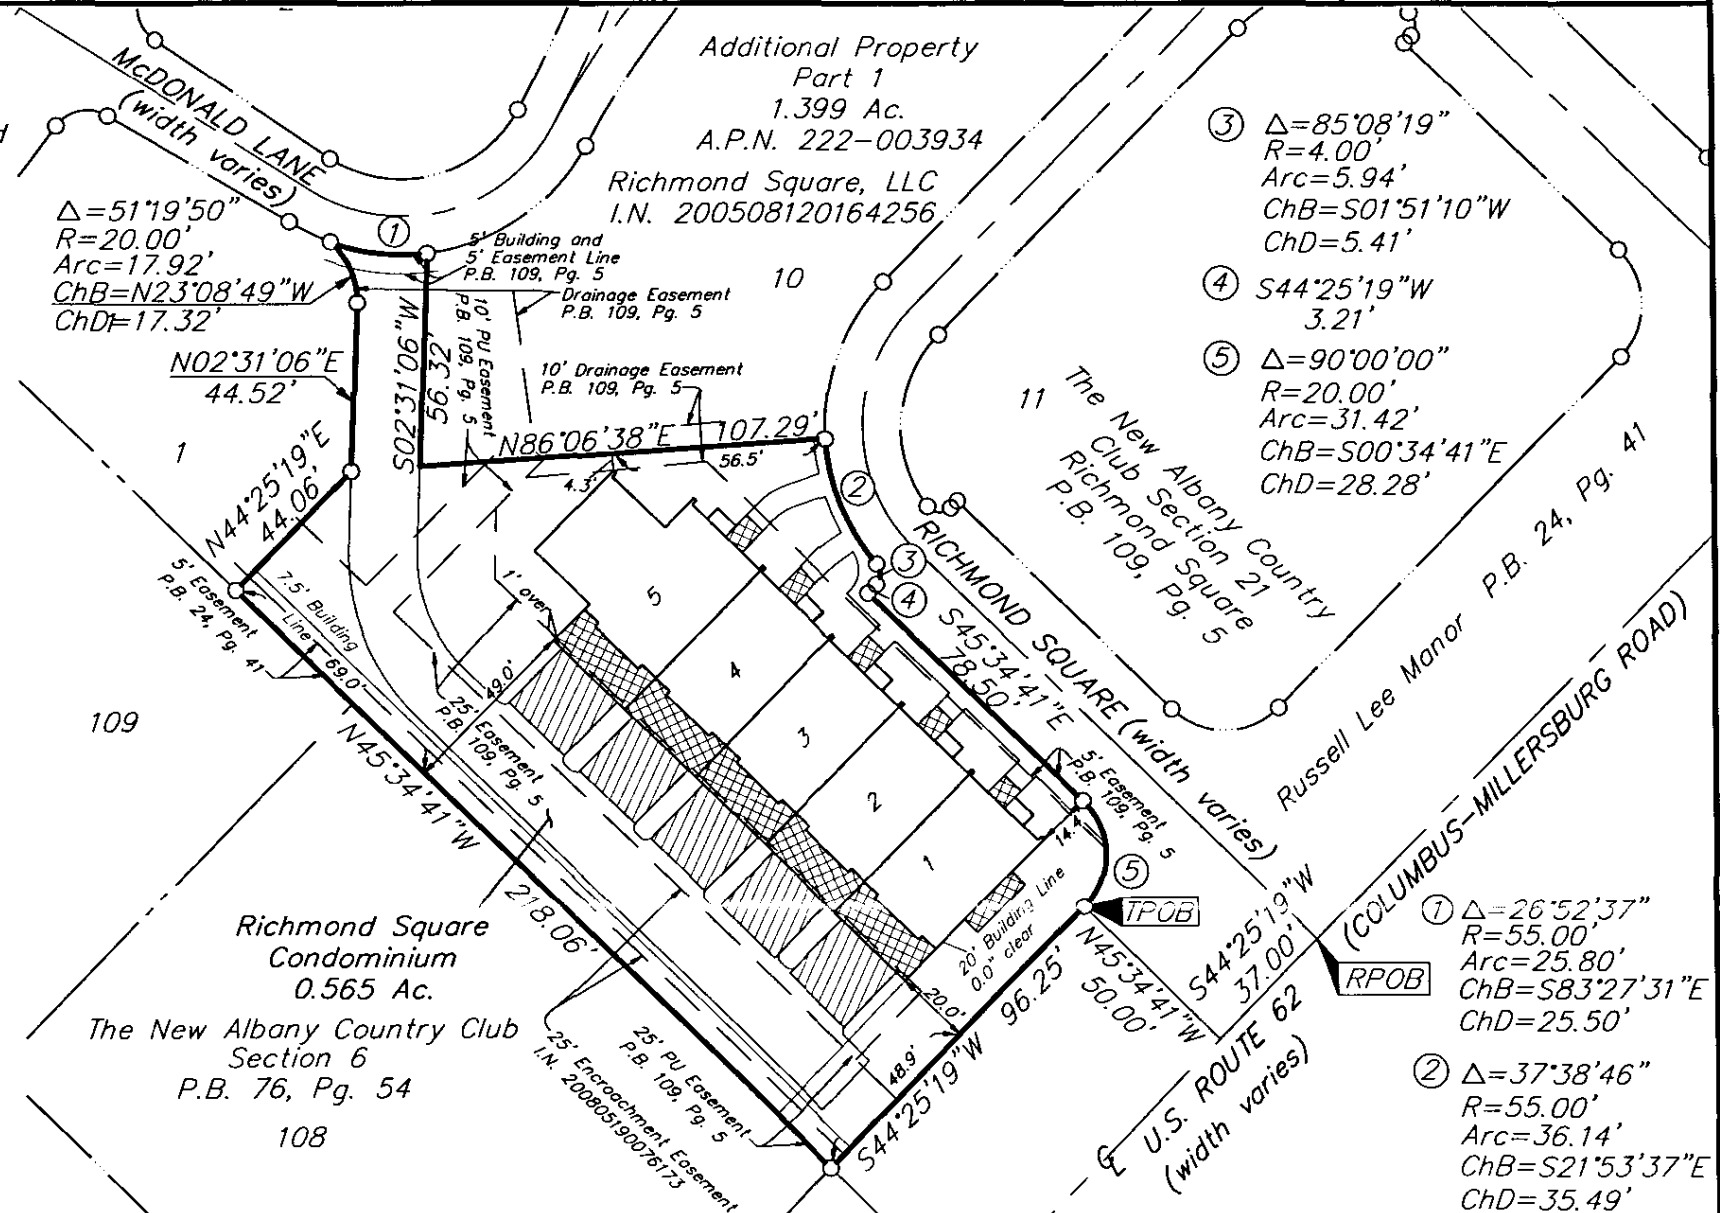 McDONALD LANE
(width varies)
Additional Property
Part 1
1.399 Ac.
A.P.N. 222-003934
Richmond Square, LLC
I.N. 200508120164256
③ Δ=85°08'19"
R=4.00'
Arc=5.94'
ChB=S01°51'10"W
ChD=5.41'
④ S44°25'19"W
3.21'
⑤ Δ=90°00'00"
R=20.00'
Arc=31.42'
ChB=S00°34'41"E
ChD=28.28'
Δ=51°19'50"
R=20.00'
Arc=17.92'
ChB=N23°08'49"W
ChD=17.32'
①
5' Building and
5' Easement Line
P.B. 109, Pg. 5
Drainage Easement
P.B. 109, Pg. 5
10
N02°31'06"E
44.52'
S02°31'06"W
56.32'
10' PU Easement
P.B. 109, Pg. 5
10' Drainage Easement
P.B. 109, Pg. 5
N86°06'38"E
107.29'
56.5'
4.3'
11
The New Albany Country
Club Section 21
Richmond Square
P.B. 109, Pg. 5
1
N44°25'19"E
44.06'
②
③
④
RICHMOND SQUARE (width varies)
S45°34'41"E
78.50'
Russell Lee Manor P.B. 24, Pg. 41
5' Easement
P.B. 24, Pg. 41
7.5' Building
Line
69.0'
1' over
49.0'
25' Easement
P.B. 109, Pg. 5
5
4
3
2
1
5' Easement
P.B. 109, Pg. 5
14.4'
109
N45°34'41"W
218.06'
⑤
TPOB
20' Building Line
0.0" clear
20.0'
N45°34'41"W
50.00'
S44°25'19"W
37.00'
RPOB
(COLUMBUS-MILLERSBURG ROAD)
Richmond Square
Condominium
0.565 Ac.
The New Albany Country Club
Section 6
P.B. 76, Pg. 54
108
25' Encroachment Easement
I.N. 200805190076173
25' PU Easement
P.B. 109, Pg. 5
48.9'
S44°25'19"W
96.25'
℄ U.S. ROUTE 62
(width varies)
① Δ=26°52'37"
R=55.00'
Arc=25.80'
ChB=S83°27'31"E
ChD=25.50'
② Δ=37°38'46"
R=55.00'
Arc=36.14'
ChB=S21°53'37"E
ChD=35.49'